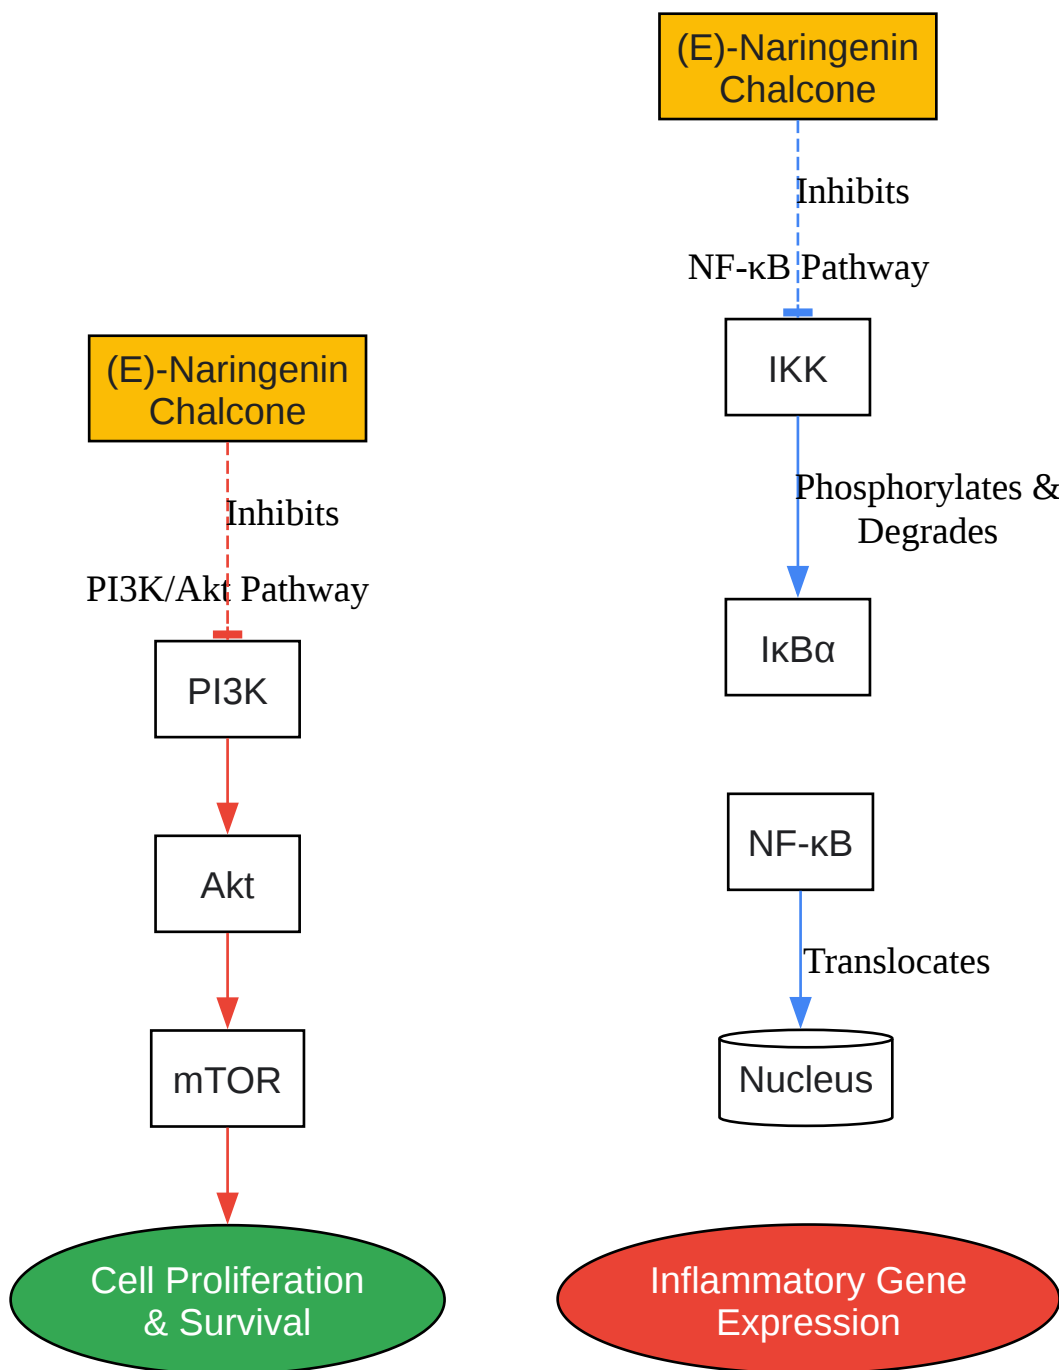 (E)-Naringenin
Chalcone
Inhibits
PI3K/Akt Pathway
PI3K
Akt
mTOR
Cell Proliferation
& Survival
(E)-Naringenin
Chalcone
Inhibits
NF-κB Pathway
IKK
Phosphorylates &
Degrades
IκBα
NF-κB
Translocates
Nucleus
Inflammatory Gene
Expression